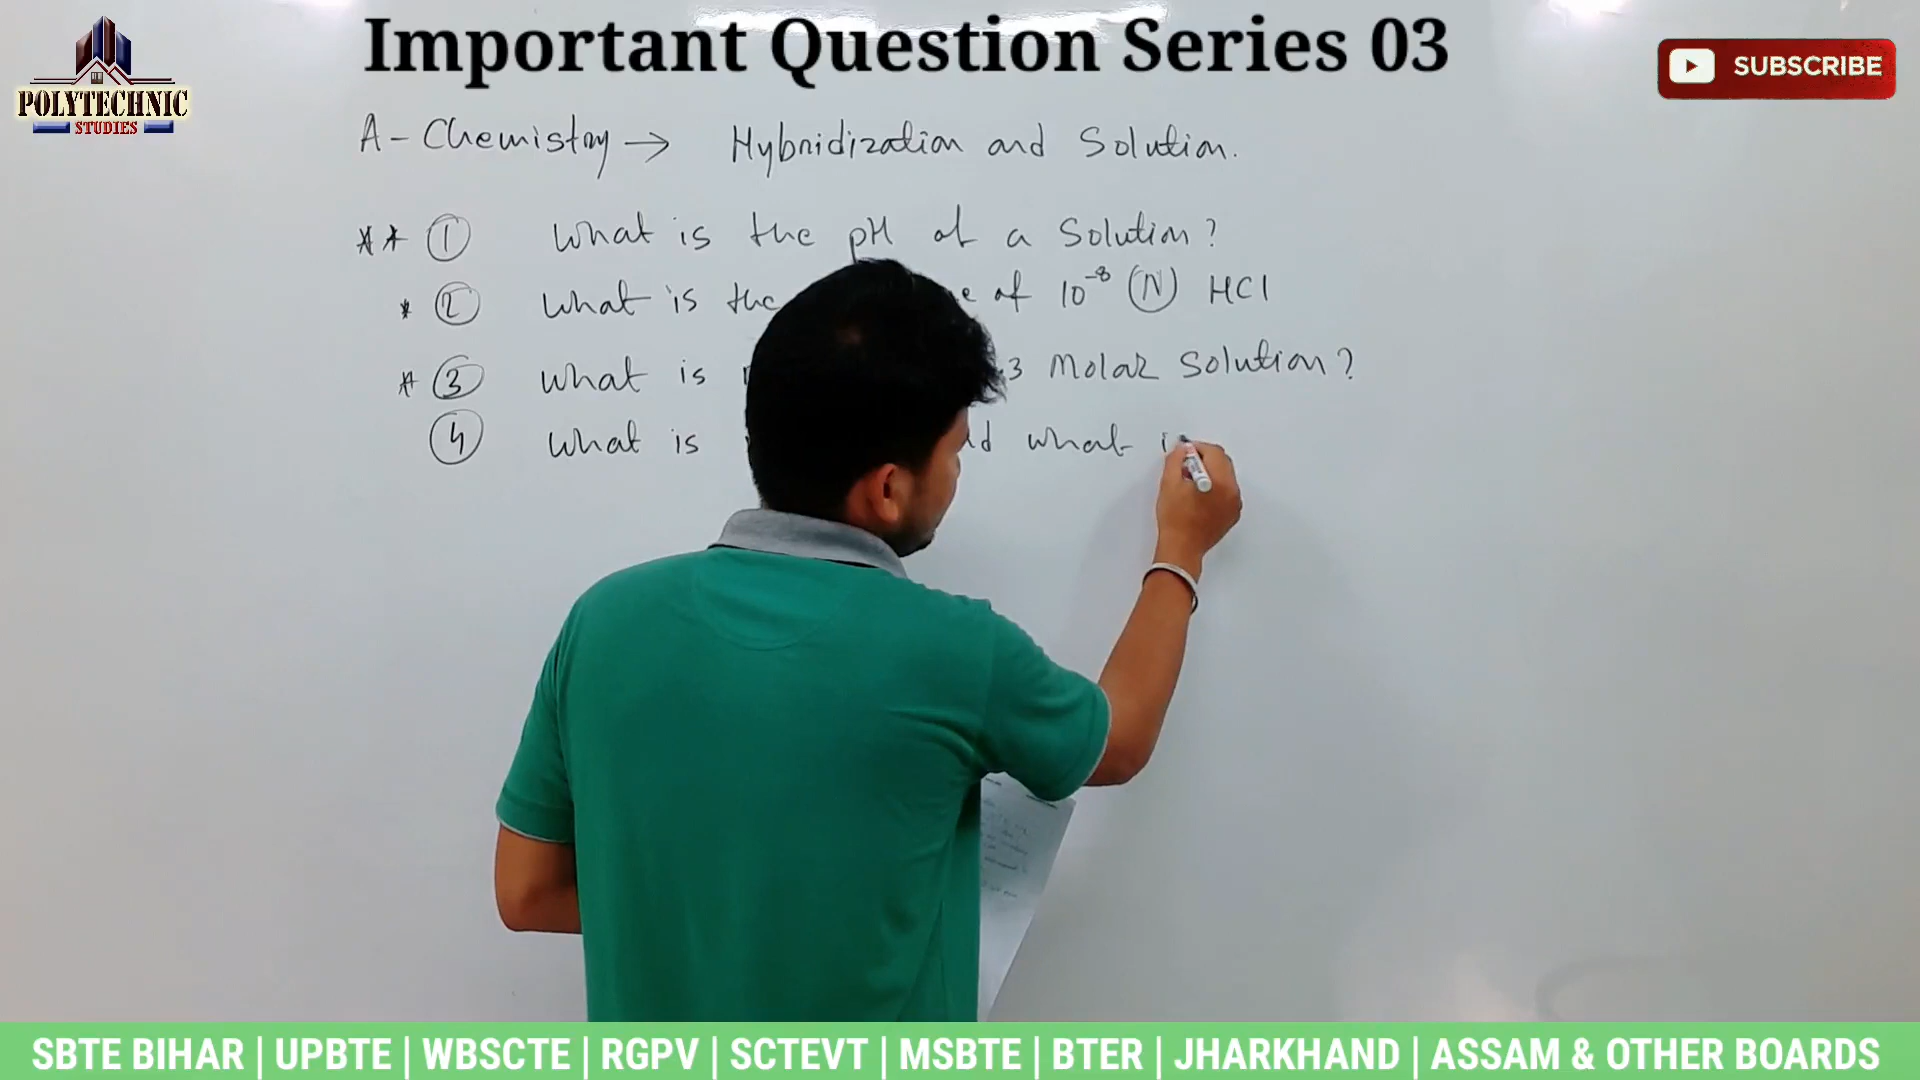 Important Question Series 03
POLYTECHNIC
STUDIES
SUBSCRIBE
A - Chemistry → Hybridization and Solution.
** ① What is the pH of a Solution?
* ② What is the of 10⁻⁸ (N) HCl
* ③ What is .3 Molar Solution?
④ What is what i
SBTE BIHAR | UPBTE | WBSCTE | RGPV | SCTEVT | MSBTE | BTER | JHARKHAND | ASSAM & OTHER BOARDS